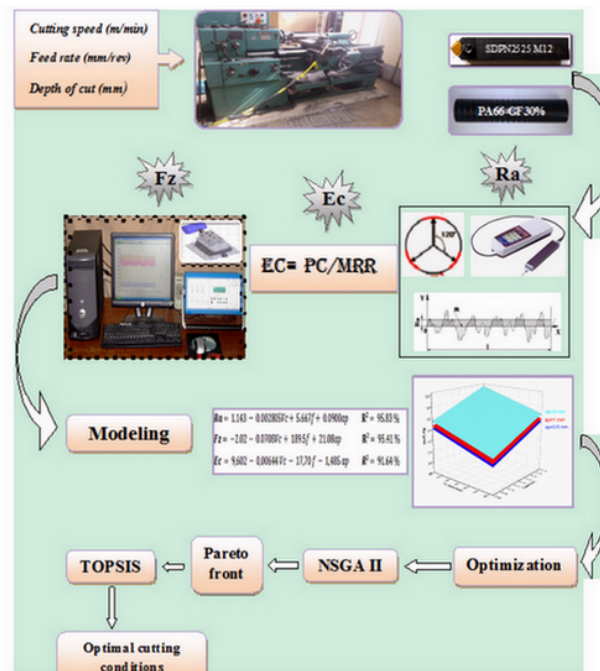 Cutting speed (m/min)
Feed rate (mm/rev)
Depth of cut (mm)
SDPN2525 M12
PA66-GF30%
Fz
Ec
Ra
EC= PC/MRR
120°
Y
X
Modeling
Ra = 1.143 – 0.002805Vc + 5.667f + 0.0900ap R² = 95.83 %
Fz = –2.02 – 0.0708Vc + 189.5f + 21.08ap R² = 95.41 %
Ec = 9,602 – 0,00644Vc – 17,70f – 1,485ap R² = 91.64 %
TOPSIS
Pareto
front
NSGA II
Optimization
Optimal cutting
conditions